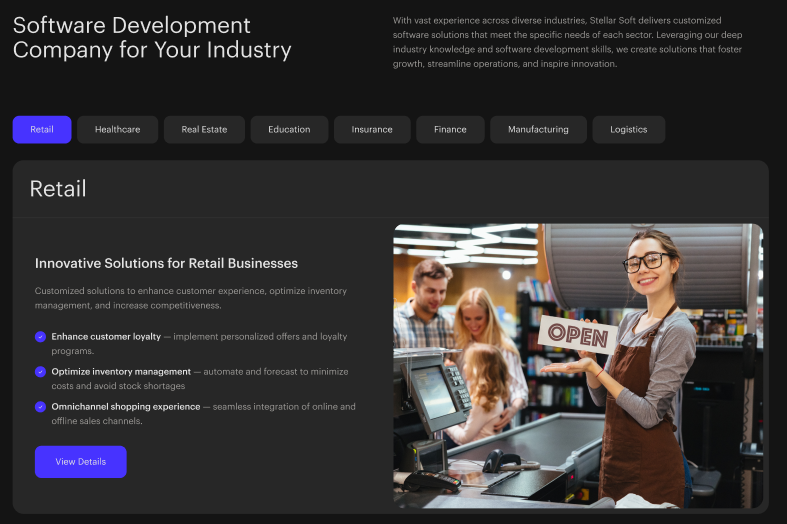 Software Development
Company for Your Industry
With vast experience across diverse industries, Stellar Soft delivers customized
software solutions that meet the specific needs of each sector. Leveraging our deep
industry knowledge and software development skills, we create solutions that foster
growth, streamline operations, and inspire innovation.
Retail
Healthcare
Real Estate
Education
Insurance
Finance
Manufacturing
Logistics
Retail
Innovative Solutions for Retail Businesses
Customized solutions to enhance customer experience, optimize inventory
management, and increase competitiveness.
Enhance customer loyalty — implement personalized offers and loyalty
programs.
Optimize inventory management — automate and forecast to minimize
costs and avoid stock shortages
Omnichannel shopping experience — seamless integration of online and
offline sales channels.
View Details
OPEN